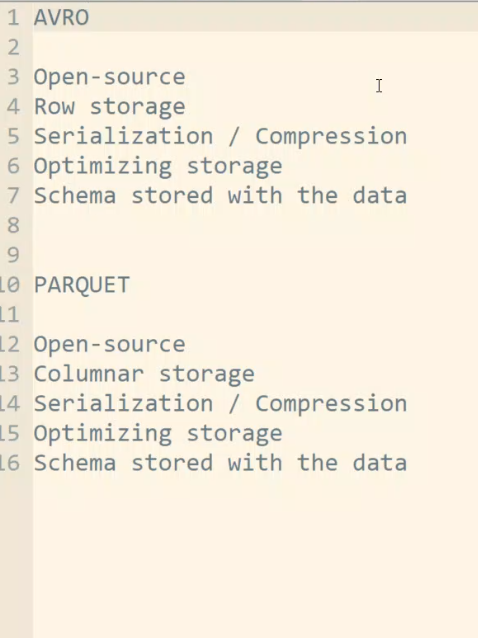 1 AVRO
2
3 Open-source
4 Row storage
5 Serialization / Compression
6 Optimizing storage
7 Schema stored with the data
8
9
10 PARQUET
11
12 Open-source
13 Columnar storage
14 Serialization / Compression
15 Optimizing storage
16 Schema stored with the data